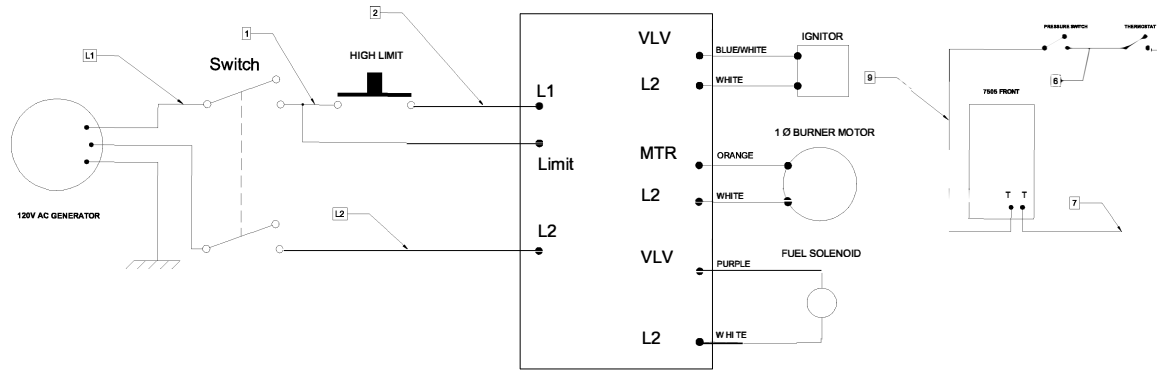 2
PRESSURE SWITCH
THERMOSTAT
VLV
BLUE/WHITE
IGNITOR
1
HIGH LIMIT
L1
Switch
9
6
L2
WHITE
7505 FRONT
L1
1 Ø BURNER MOTOR
MTR
ORANGE
Limit
L2
WHITE
T T
7
120V AC GENERATOR
L2
L2
VLV
PURPLE
FUEL SOLENOID
L2
WHITE